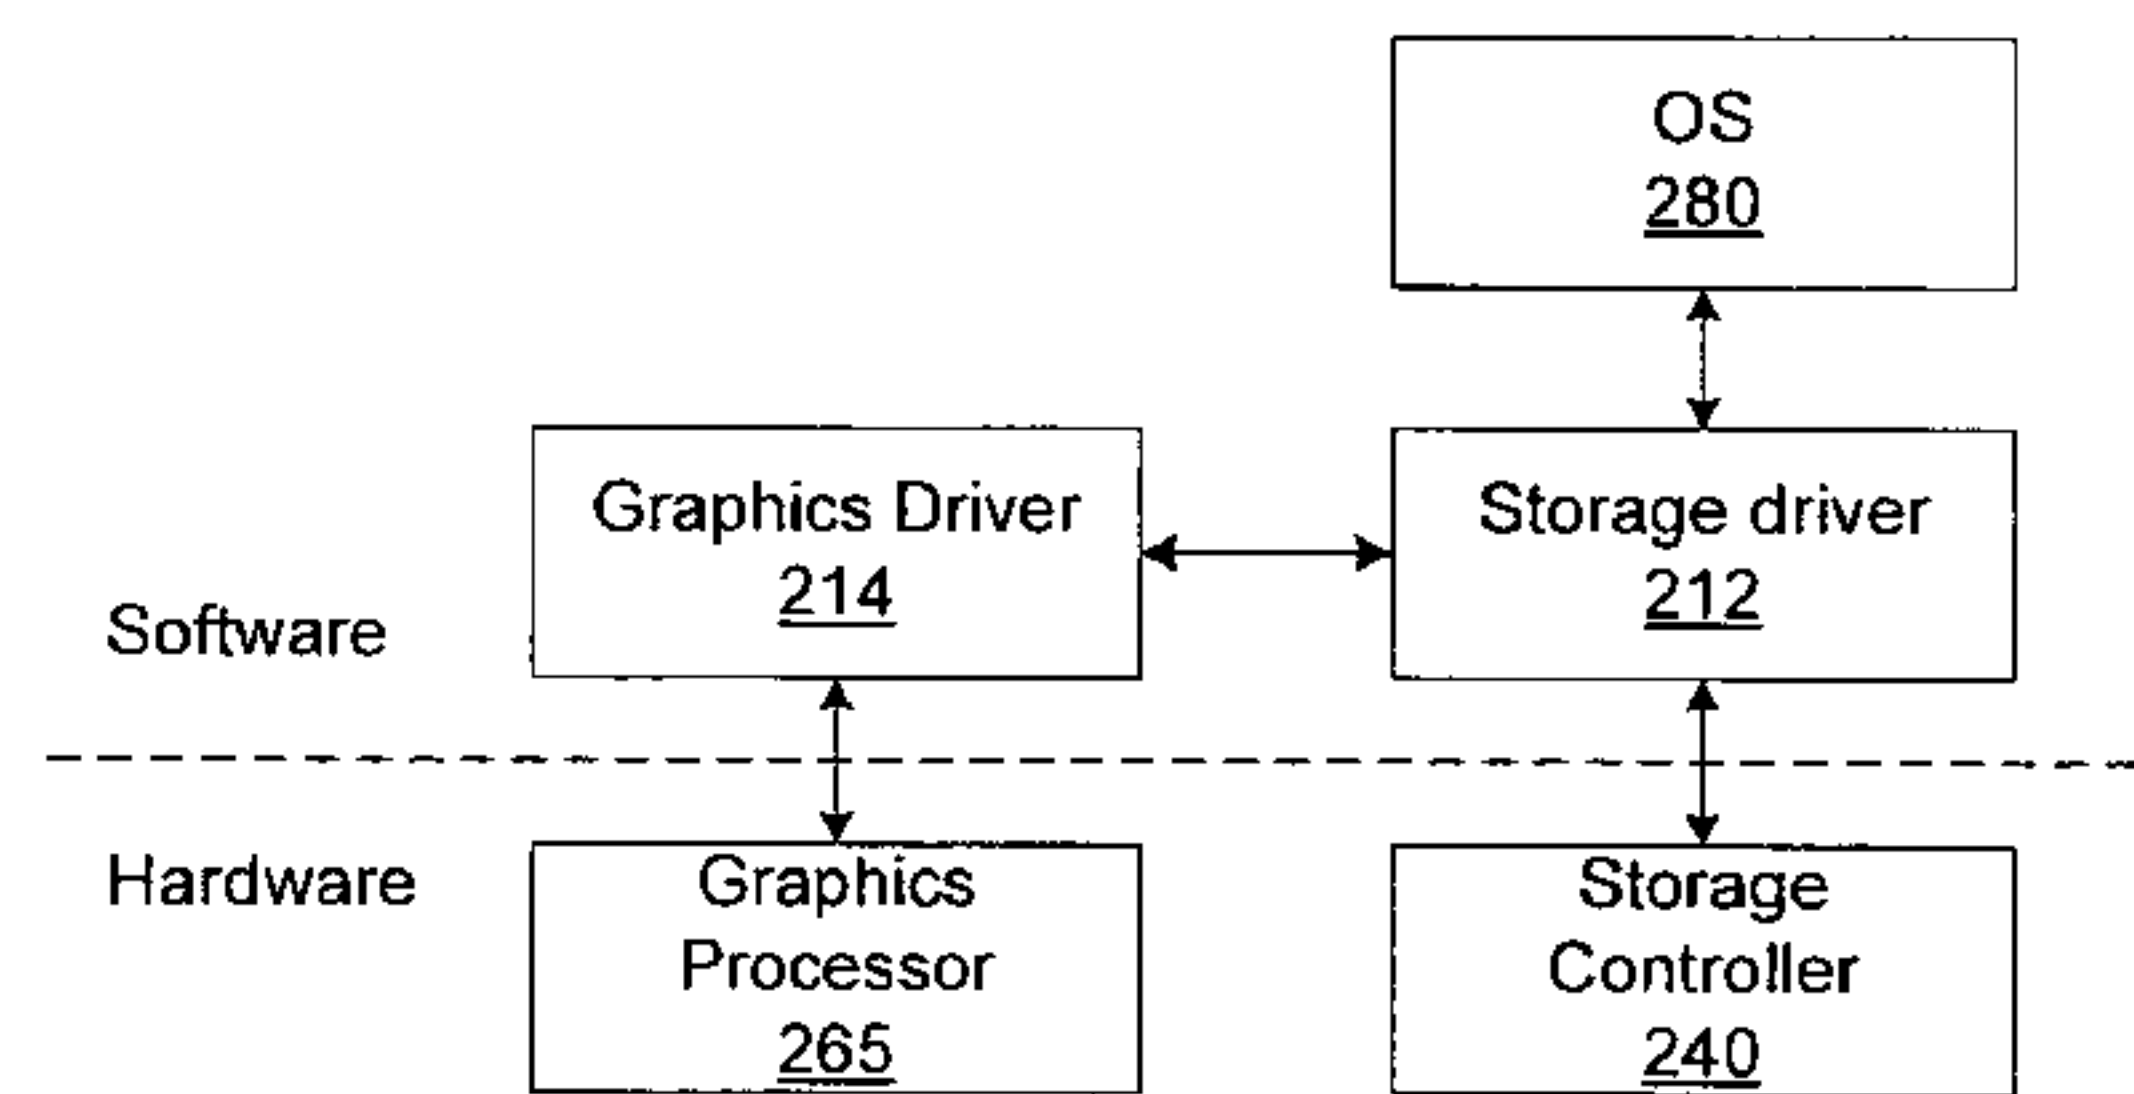 OS
280
Graphics Driver
214
Storage driver
212
Software
Hardware
Graphics
Processor
265
Storage
Controller
240